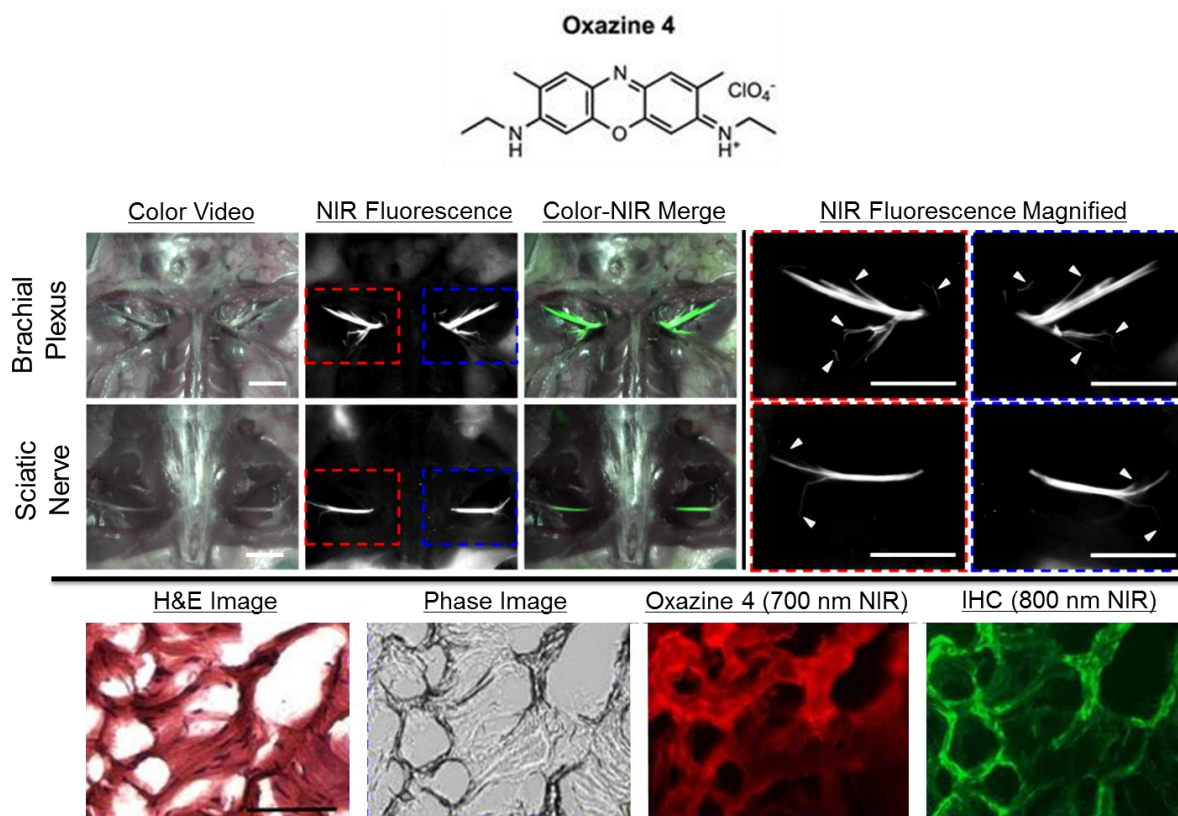 Oxazine 4
N
ClO₄⁻
N
H
O
N
H⁺
Color Video
NIR Fluorescence
Color-NIR Merge
NIR Fluorescence Magnified
Brachial
Plexus
Sciatic
Nerve
H&E Image
Phase Image
Oxazine 4 (700 nm NIR)
IHC (800 nm NIR)